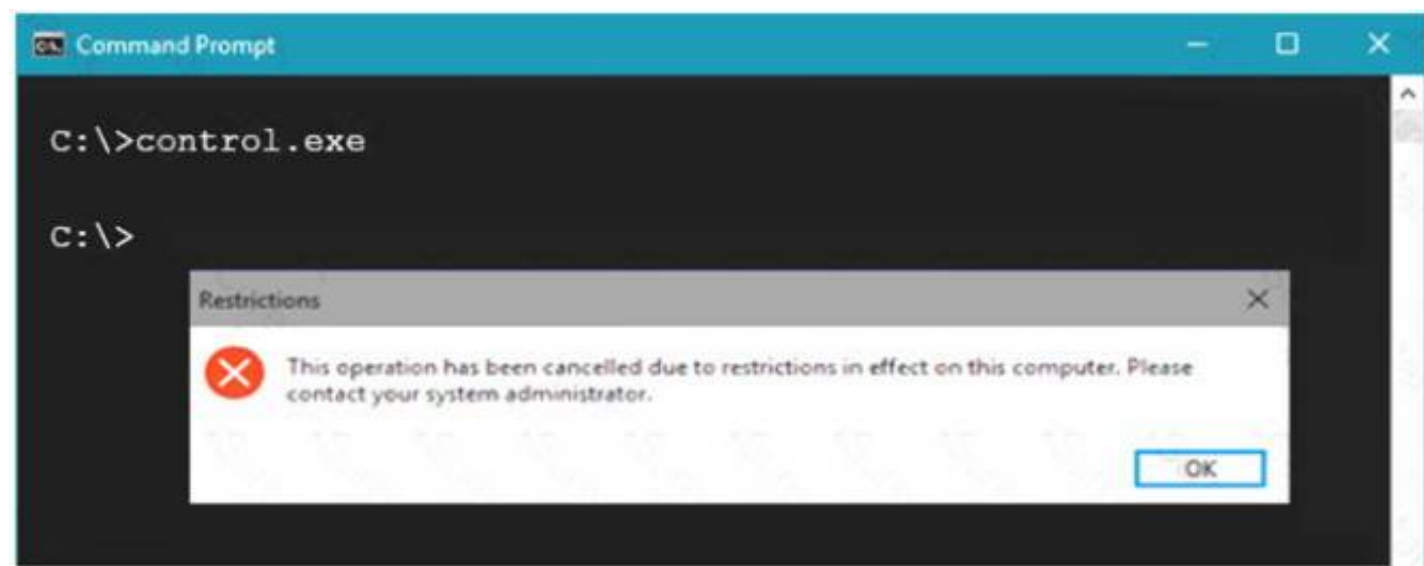 Command Prompt
C:\>control.exe
C:\>
Restrictions
This operation has been cancelled due to restrictions in effect on this computer. Please
contact your system administrator.
OK